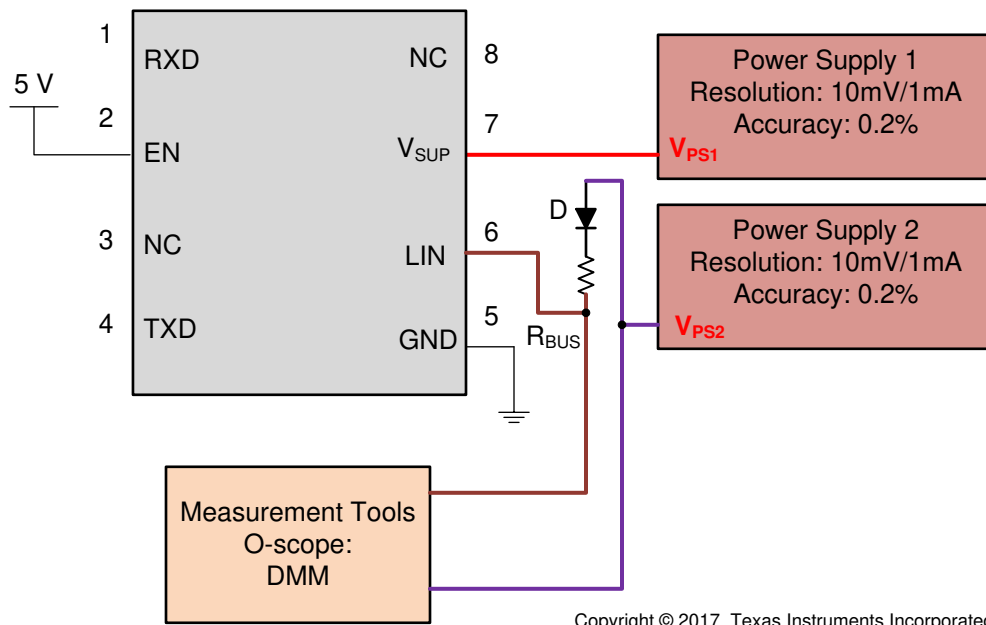 1
RXD
NC
8
5 V
2
7
EN
VSUP
3
NC
6
LIN
4
TXD
5
GND
D
RBUS
Power Supply 1
Resolution: 10mV/1mA
Accuracy: 0.2%
VPS1
Power Supply 2
Resolution: 10mV/1mA
Accuracy: 0.2%
VPS2
Measurement Tools
O-scope:
DMM
Copyright © 2017, Texas Instruments Incorporated